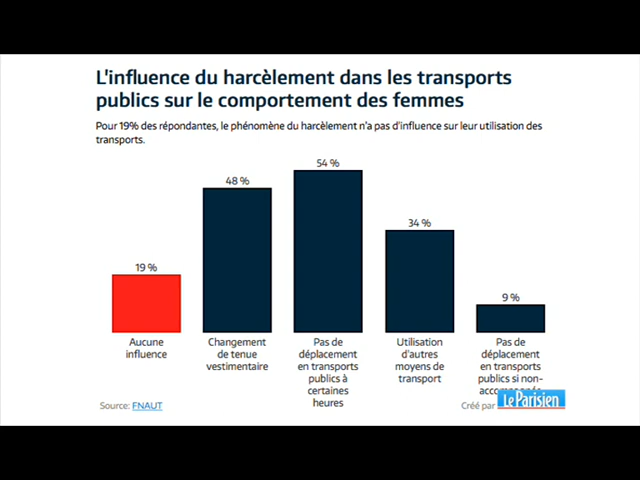 L'influence du harcèlement dans les transports
publics sur le comportement des femmes
Pour 19% des répondantes, le phénomène du harcèlement n'a pas d'influence sur leur utilisation des
transports.
19 %
48 %
54 %
34 %
9 %
Aucune
influence
Changement
de tenue
vestimentaire
Pas de
déplacement
en transports
publics à
certaines
heures
Utilisation
d'autres
moyens de
transport
Pas de
déplacement
en transports
publics si non-
Source: FNAUT
Créé par
Le Parisien